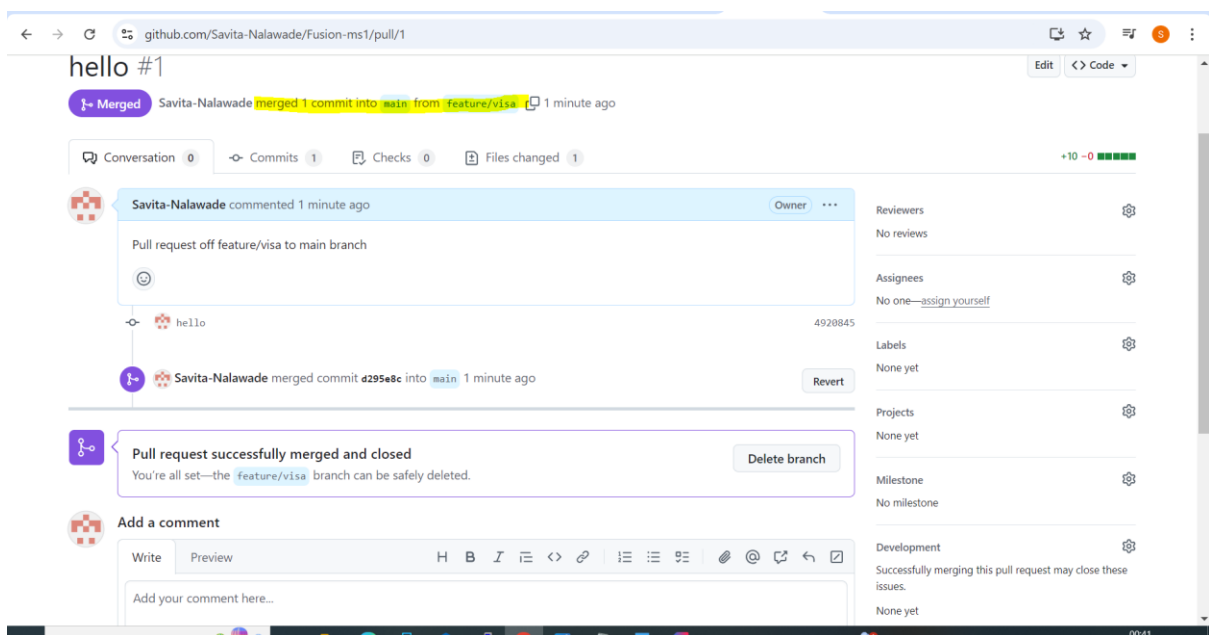 github.com/Savita-Nalawade/Fusion-ms1/pull/1
S
hello #1
Edit
<> Code
Merged
Savita-Nalawade merged 1 commit into main from feature/visa 1 minute ago
Conversation 0
Commits 1
Checks 0
Files changed 1
+10 −0
Savita-Nalawade commented 1 minute ago
Owner
Pull request off feature/visa to main branch
hello
4920845
Savita-Nalawade merged commit d295e8c into main 1 minute ago
Revert
Pull request successfully merged and closed
You're all set—the feature/visa branch can be safely deleted.
Delete branch
Add a comment
Write
Preview
H B I
Add your comment here...
Reviewers
No reviews
Assignees
No one—assign yourself
Labels
None yet
Projects
None yet
Milestone
No milestone
Development
Successfully merging this pull request may close these
issues.
None yet
00:41